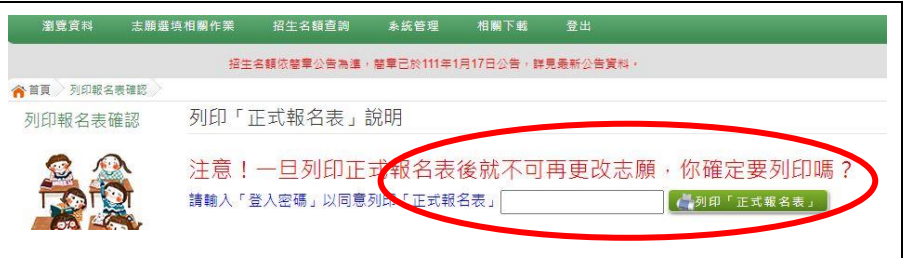 瀏覽資料 志願選填相關作業 招生名額查詢 系統管理 相關下載 登出
招生名額依簡章公告為準，簡章已於111年1月17日公告，詳見最新公告資料。
首頁 列印報名表確認
列印報名表確認
列印「正式報名表」說明
注意！一旦列印正式報名表後就不可再更改志願，你確定要列印嗎？
請輸入「登入密碼」以同意列印「正式報名表」 列印「正式報名表」